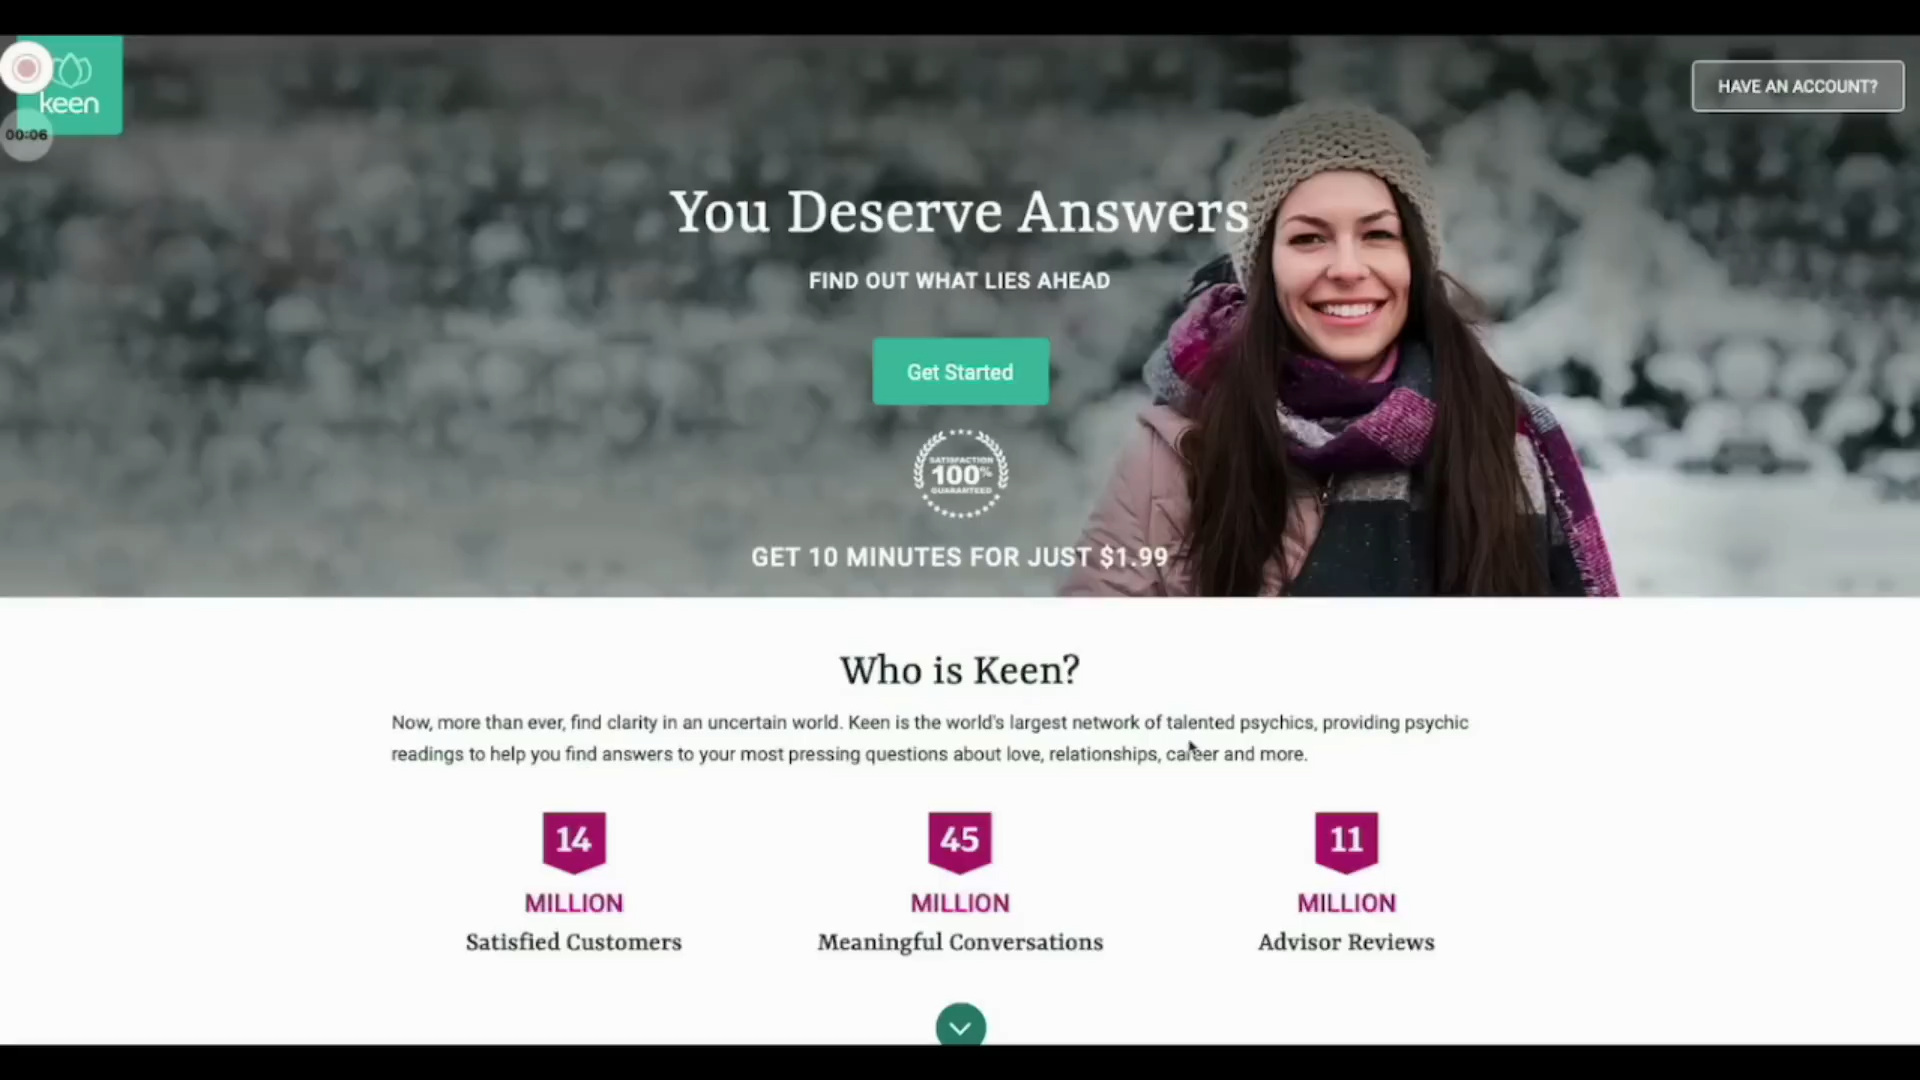 keen
00:06
HAVE AN ACCOUNT?
You Deserve Answers
FIND OUT WHAT LIES AHEAD
Get Started
SATISFACTION
100%
GUARANTEED
GET 10 MINUTES FOR JUST $1.99
Who is Keen?
Now, more than ever, find clarity in an uncertain world. Keen is the world's largest network of talented psychics, providing psychic
readings to help you find answers to your most pressing questions about love, relationships, career and more.
14
MILLION
Satisfied Customers
45
MILLION
Meaningful Conversations
11
MILLION
Advisor Reviews